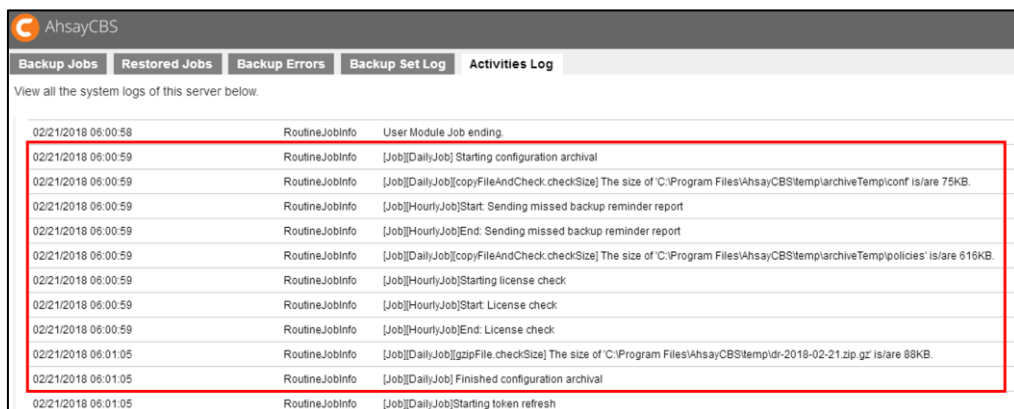 AhsayCBS
Backup Jobs Restored Jobs Backup Errors Backup Set Log Activities Log
View all the system logs of this server below.
02/21/2018 06:00:58 RoutineJobInfo User Module Job ending.
02/21/2018 06:00:59 RoutineJobInfo [Job][DailyJob] Starting configuration archival
02/21/2018 06:00:59 RoutineJobInfo [Job][DailyJob][copyFileAndCheck.checkSize] The size of 'C:\Program Files\AhsayCBS\temp\archiveTemp\conf' is/are 75KB.
02/21/2018 06:00:59 RoutineJobInfo [Job][HourlyJob]Start: Sending missed backup reminder report
02/21/2018 06:00:59 RoutineJobInfo [Job][HourlyJob]End: Sending missed backup reminder report
02/21/2018 06:00:59 RoutineJobInfo [Job][DailyJob][copyFileAndCheck.checkSize] The size of 'C:\Program Files\AhsayCBS\temp\archiveTemp\policies' is/are 616KB.
02/21/2018 06:00:59 RoutineJobInfo [Job][HourlyJob]Starting license check
02/21/2018 06:00:59 RoutineJobInfo [Job][HourlyJob]Start: License check
02/21/2018 06:00:59 RoutineJobInfo [Job][HourlyJob]End: License check
02/21/2018 06:01:05 RoutineJobInfo [Job][DailyJob][gzipFile.checkSize] The size of 'C:\Program Files\AhsayCBS\temp\dr-2018-02-21.zip.gz' is/are 88KB.
02/21/2018 06:01:05 RoutineJobInfo [Job][DailyJob] Finished configuration archival
02/21/2018 06:01:05 RoutineJobInfo [Job][DailyJob]Starting token refresh